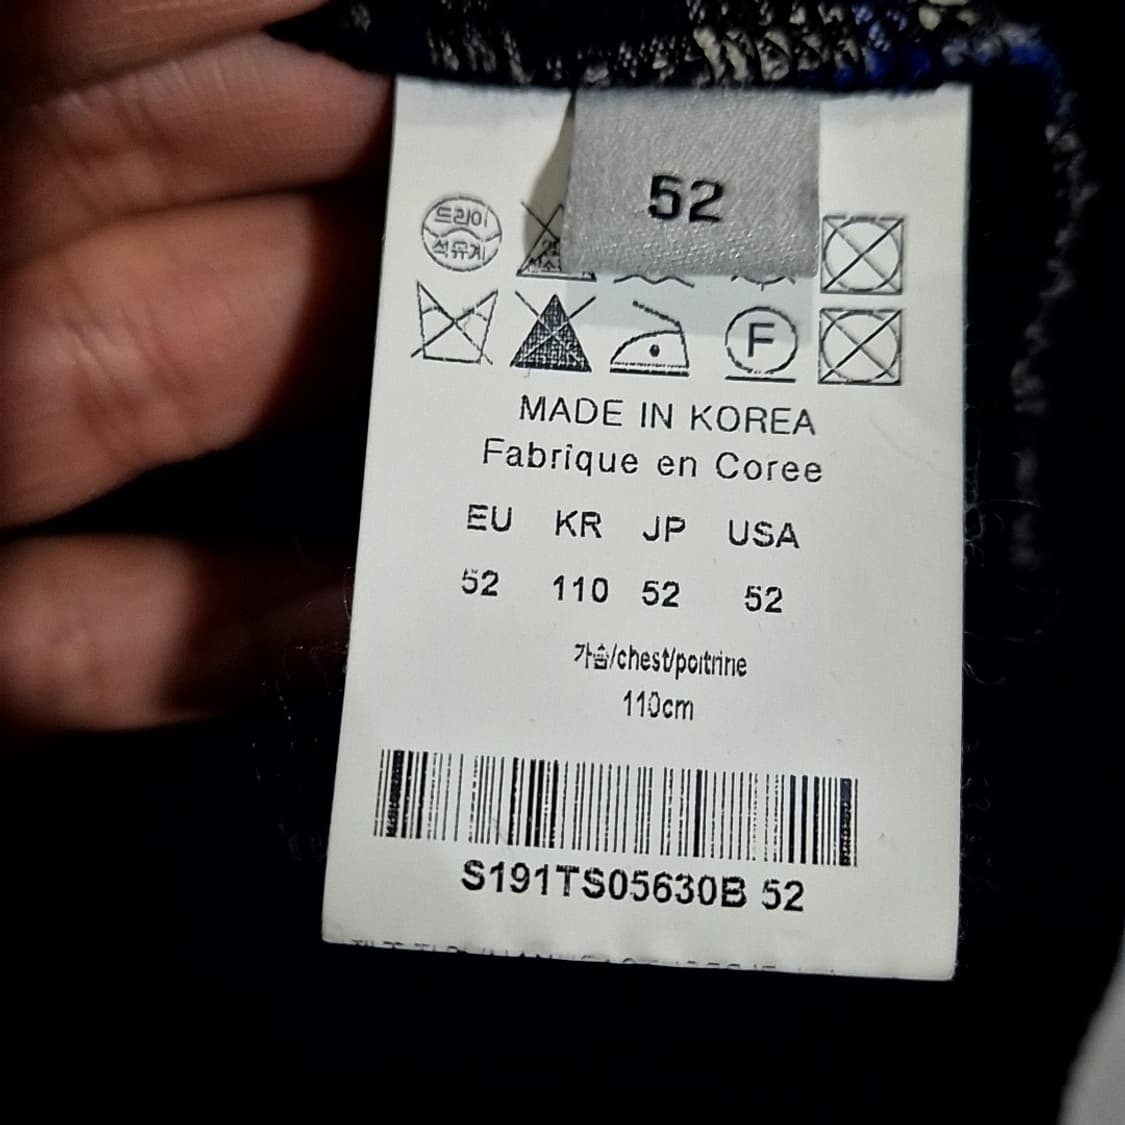 52
드라이
석유계
F
MADE IN KOREA
Fabrique en Coree
EU KR JP USA
52 110 52 52
가슴/chest/poitrine
110cm
S191TS05630B 52